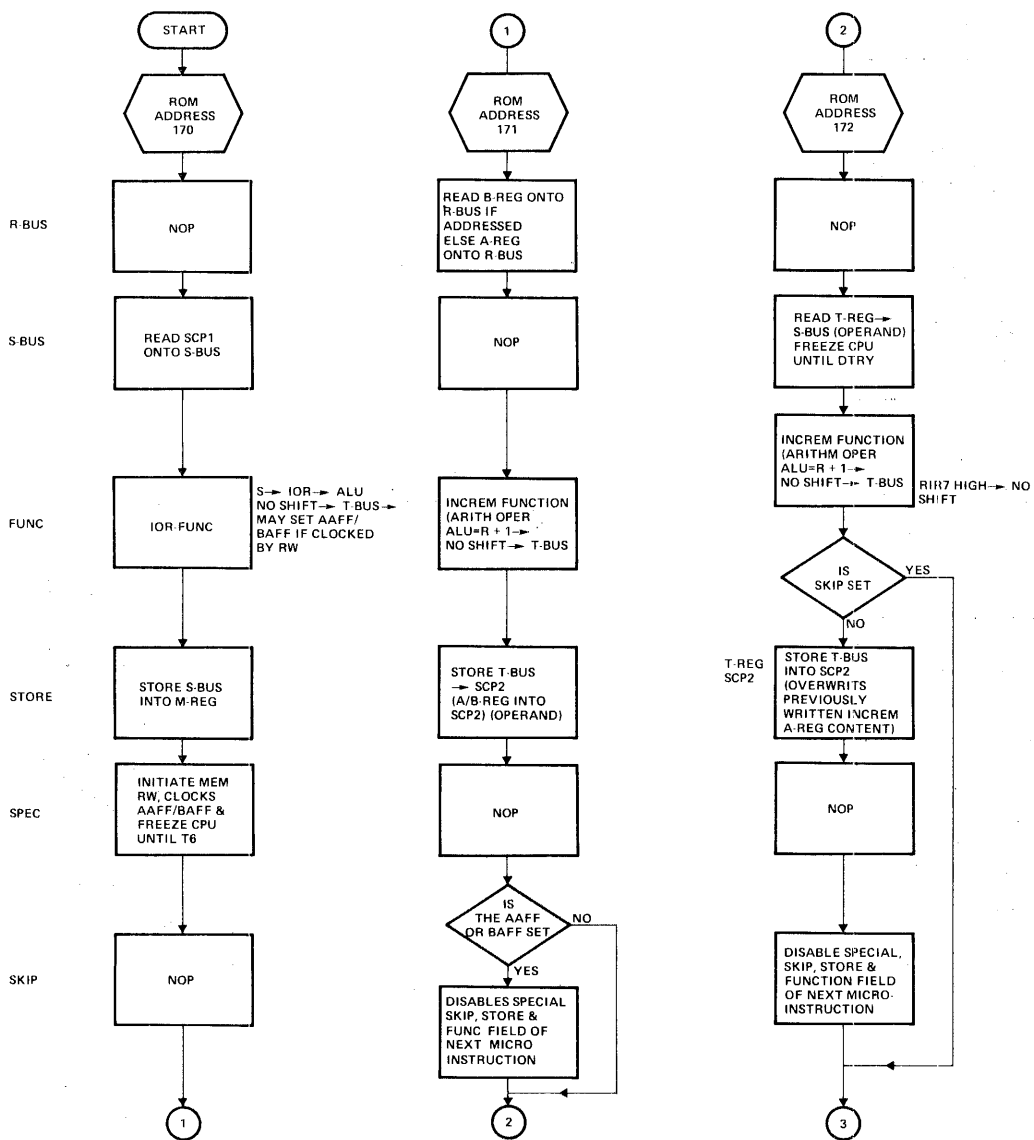 START
ROM
ADDRESS
170
R-BUS
NOP
S-BUS
READ SCP1
ONTO S-BUS
FUNC
IOR-FUNC
S→ IOR→ ALU
NO SHIFT→ T-BUS→
MAY SET AAFF/
BAFF IF CLOCKED
BY RW
STORE
STORE S-BUS
INTO M-REG
SPEC
INITIATE MEM
RW, CLOCKS
AAFF/BAFF &
FREEZE CPU
UNTIL T6
SKIP
NOP
1
1
ROM
ADDRESS
171
READ B-REG ONTO
R-BUS IF
ADDRESSED
ELSE A-REG
ONTO R-BUS
NOP
INCREM FUNCTION
(ARITH OPER
ALU=R + 1→
NO SHIFT→ T-BUS
STORE T-BUS
→ SCP2
(A/B-REG INTO
SCP2) (OPERAND)
NOP
IS
THE AAFF
OR BAFF SET
NO
YES
DISABLES SPECIAL
SKIP, STORE &
FUNC FIELD OF
NEXT MICRO
INSTRUCTION
2
2
ROM
ADDRESS
172
NOP
READ T-REG→
S-BUS (OPERAND)
FREEZE CPU
UNTIL DTRY
INCREM FUNCTION
(ARITHM OPER
ALU=R + 1→
NO SHIFT→ T-BUS
RIR7 HIGH→ NO
SHIFT
IS
SKIP SET
YES
NO
T-REG
SCP2
STORE T-BUS
INTO SCP2
(OVERWRITS
PREVIOUSLY
WRITTEN INCREM
A-REG CONTENT)
NOP
DISABLE SPECIAL,
SKIP, STORE &
FUNCTION FIELD
OF NEXT MICRO-
INSTRUCTION
3